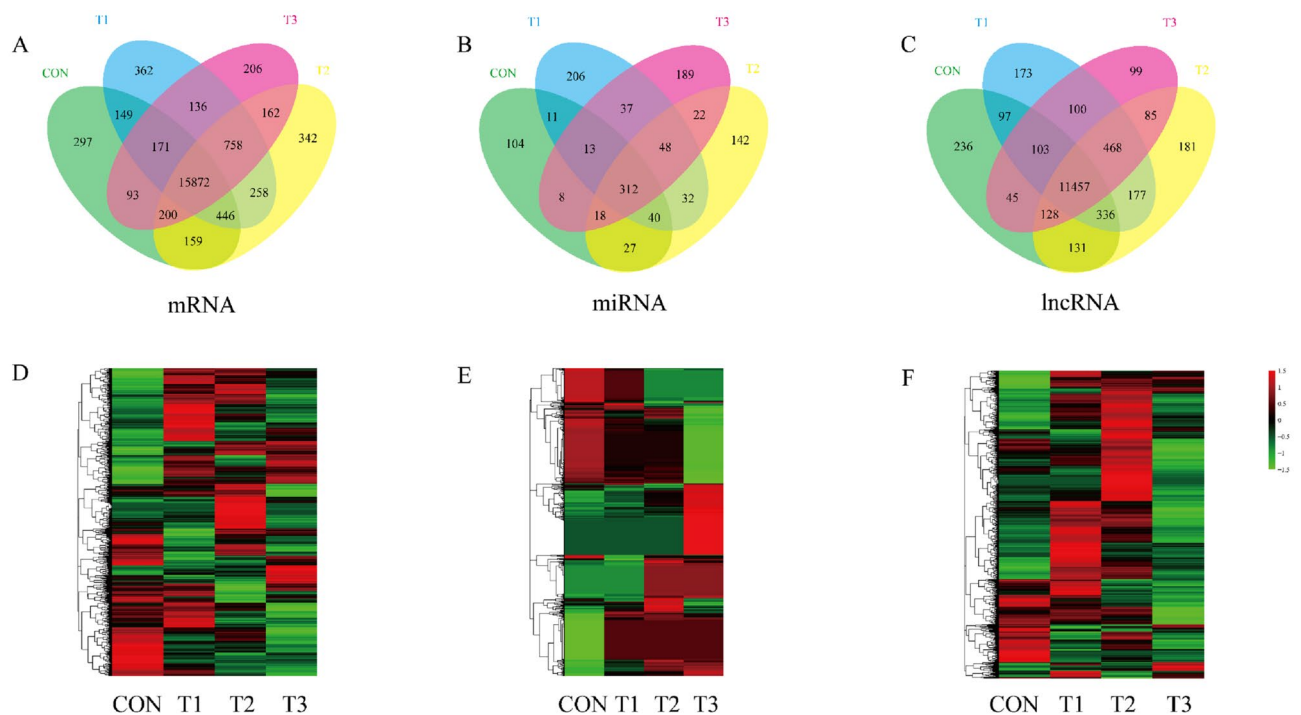 T1 T3 T1 T3 T1 T3
A B C
CON T2 CON T2 CON T2
362 206 206 189 173 99
149 136 162 11 37 22 97 100 85
297 342 104 142 236 181
171 758 13 48 103 468
93 15872 258 8 312 32 45 11457 177
200 446 18 40 128 336
159 27 131
mRNA miRNA lncRNA
D E F
1.5
1
0.5
0
-0.5
-1
-1.5
CON T1 T2 T3 CON T1 T2 T3 CON T1 T2 T3